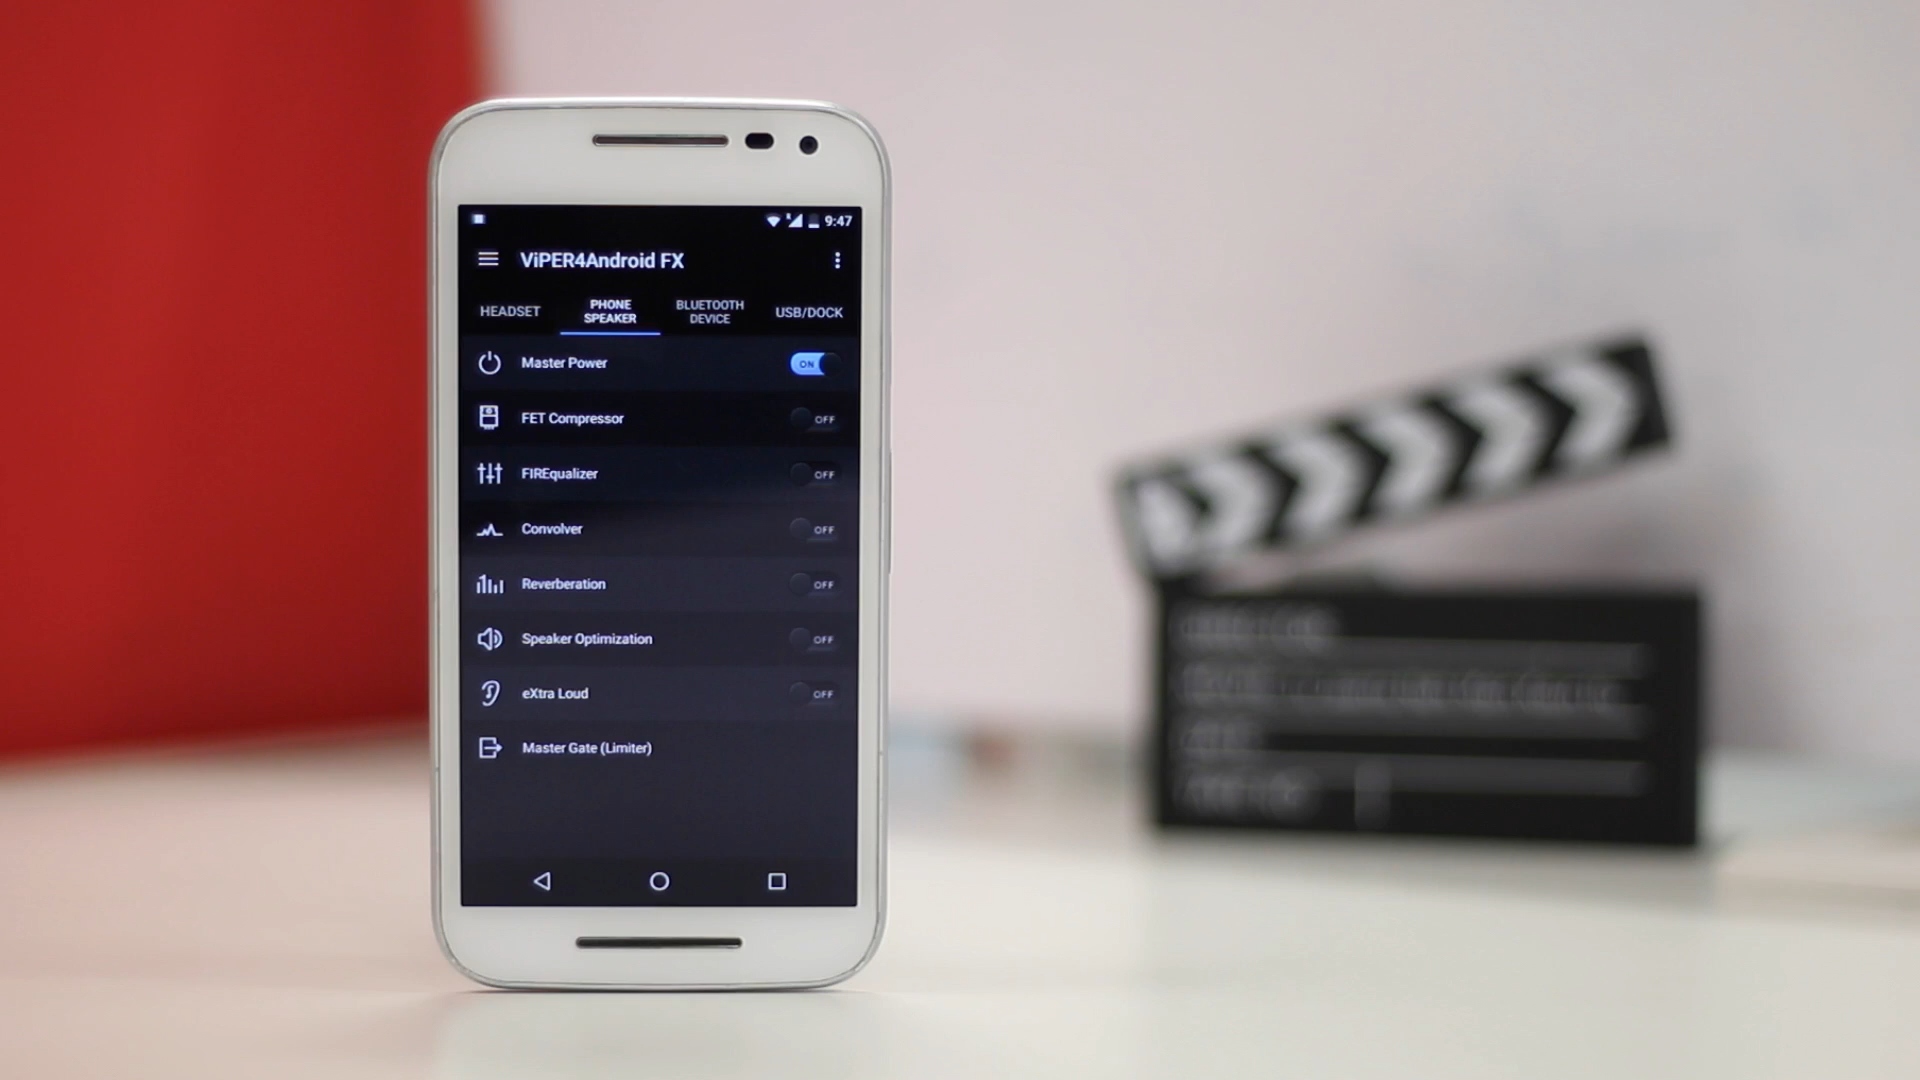 9:47
ViPER4Android FX
HEADSET
PHONE
SPEAKER
BLUETOOTH
DEVICE
USB/DOCK
Master Power
ON
FET Compressor
OFF
FIREqualizer
OFF
Convolver
OFF
Reverberation
OFF
Speaker Optimization
OFF
eXtra Loud
OFF
Master Gate (Limiter)